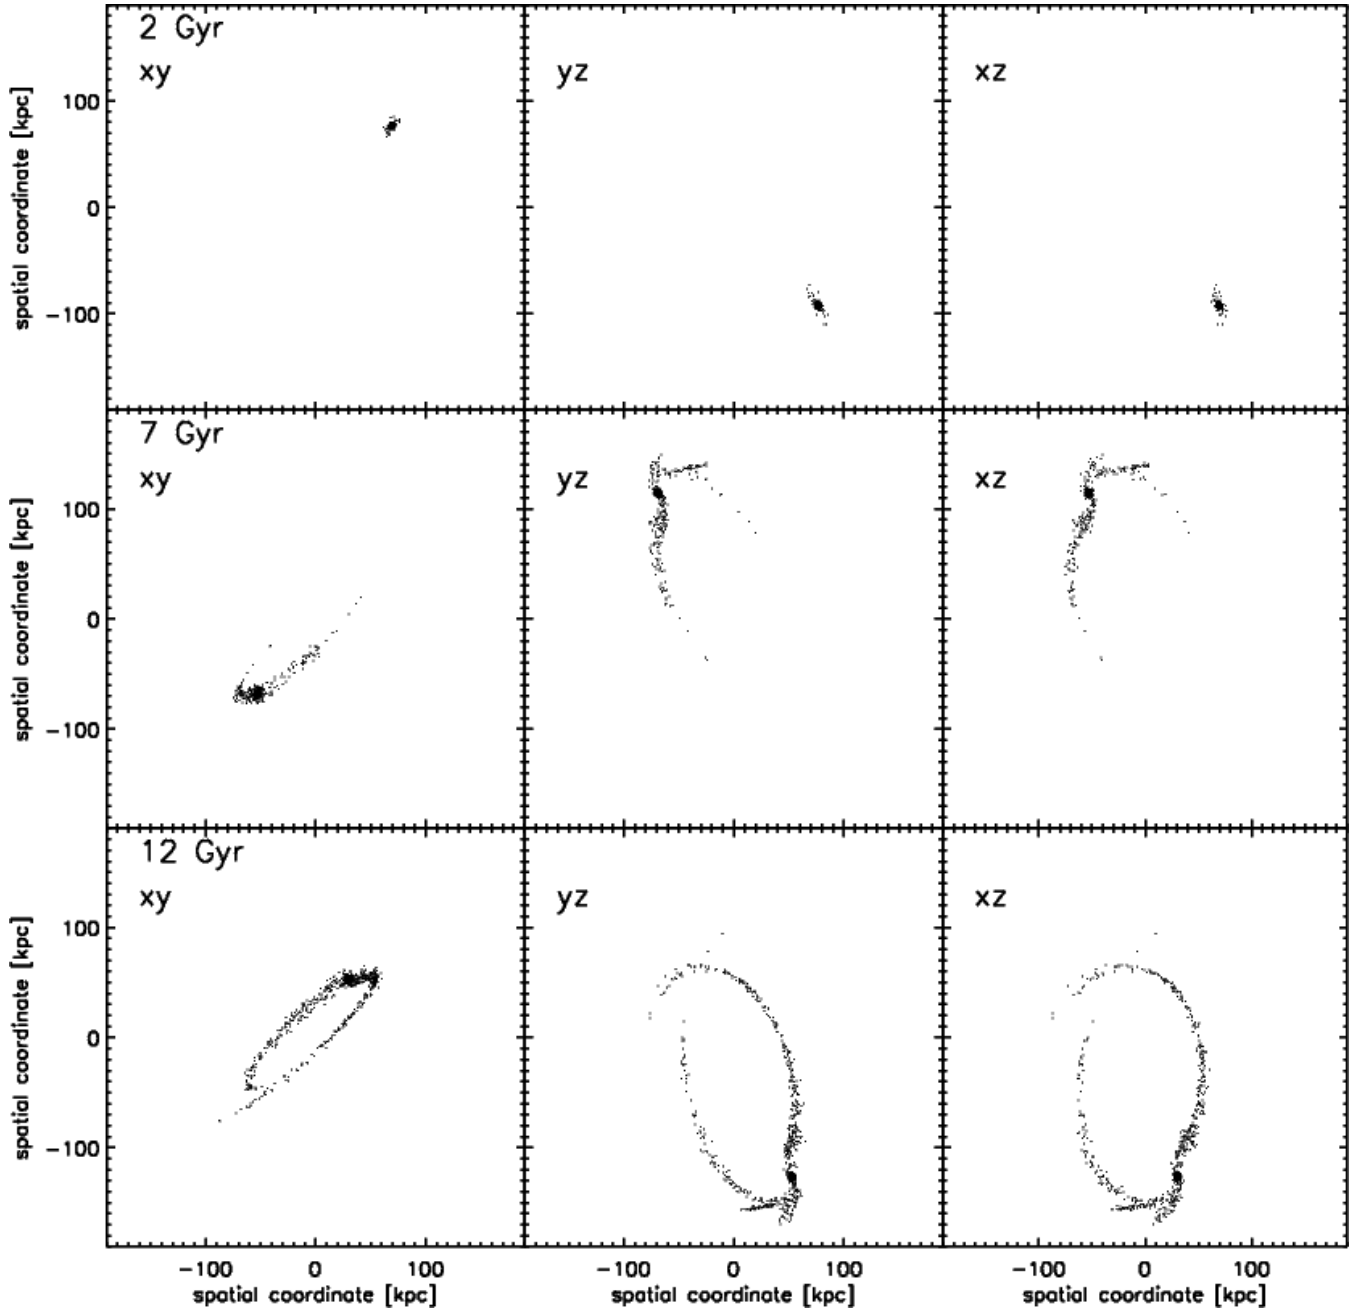 2 Gyr
xy
yz
xz
spatial coordinate [kpc]
100
0
−100
7 Gyr
xy
yz
xz
spatial coordinate [kpc]
100
0
−100
12 Gyr
xy
yz
xz
spatial coordinate [kpc]
100
0
−100
−100 0 100 −100 0 100 −100 0 100
spatial coordinate [kpc] spatial coordinate [kpc] spatial coordinate [kpc]